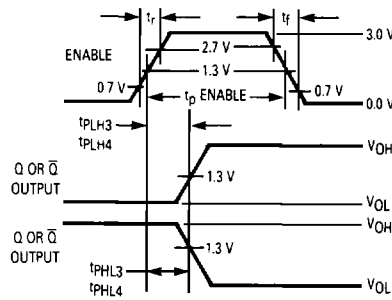 tr
tf
3.0 V
ENABLE
2.7 V
1.3 V
0.7 V
tp ENABLE
0.7 V
0.0 V
tPLH3
tPLH4
VOH
Q OR Q̅
OUTPUT
1.3 V
VOL
VOH
Q OR Q̅
OUTPUT
1.3 V
tPHL3
tPHL4
VOL